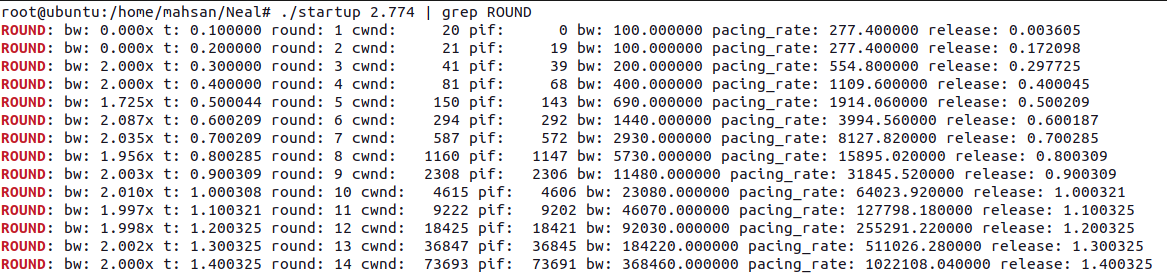 root@ubuntu:/home/mahsan/Neal# ./startup 2.774 | grep ROUND
ROUND: bw: 0.000x t: 0.100000 round: 1 cwnd:     20 pif:      0 bw: 100.000000 pacing_rate: 277.400000 release: 0.003605
ROUND: bw: 0.000x t: 0.200000 round: 2 cwnd:     21 pif:     19 bw: 100.000000 pacing_rate: 277.400000 release: 0.172098
ROUND: bw: 2.000x t: 0.300000 round: 3 cwnd:     41 pif:     39 bw: 200.000000 pacing_rate: 554.800000 release: 0.297725
ROUND: bw: 2.000x t: 0.400000 round: 4 cwnd:     81 pif:     68 bw: 400.000000 pacing_rate: 1109.600000 release: 0.400045
ROUND: bw: 1.725x t: 0.500044 round: 5 cwnd:    150 pif:    143 bw: 690.000000 pacing_rate: 1914.060000 release: 0.500209
ROUND: bw: 2.087x t: 0.600209 round: 6 cwnd:    294 pif:    292 bw: 1440.000000 pacing_rate: 3994.560000 release: 0.600187
ROUND: bw: 2.035x t: 0.700209 round: 7 cwnd:    587 pif:    572 bw: 2930.000000 pacing_rate: 8127.820000 release: 0.700285
ROUND: bw: 1.956x t: 0.800285 round: 8 cwnd:   1160 pif:   1147 bw: 5730.000000 pacing_rate: 15895.020000 release: 0.800309
ROUND: bw: 2.003x t: 0.900309 round: 9 cwnd:   2308 pif:   2306 bw: 11480.000000 pacing_rate: 31845.520000 release: 0.900309
ROUND: bw: 2.010x t: 1.000308 round: 10 cwnd:   4615 pif:   4606 bw: 23080.000000 pacing_rate: 64023.920000 release: 1.000321
ROUND: bw: 1.997x t: 1.100321 round: 11 cwnd:   9222 pif:   9202 bw: 46070.000000 pacing_rate: 127798.180000 release: 1.100325
ROUND: bw: 1.998x t: 1.200325 round: 12 cwnd:  18425 pif:  18421 bw: 92030.000000 pacing_rate: 255291.220000 release: 1.200325
ROUND: bw: 2.002x t: 1.300325 round: 13 cwnd:  36847 pif:  36845 bw: 184220.000000 pacing_rate: 511026.280000 release: 1.300325
ROUND: bw: 2.000x t: 1.400325 round: 14 cwnd:  73693 pif:  73691 bw: 368460.000000 pacing_rate: 1022108.040000 release: 1.400325